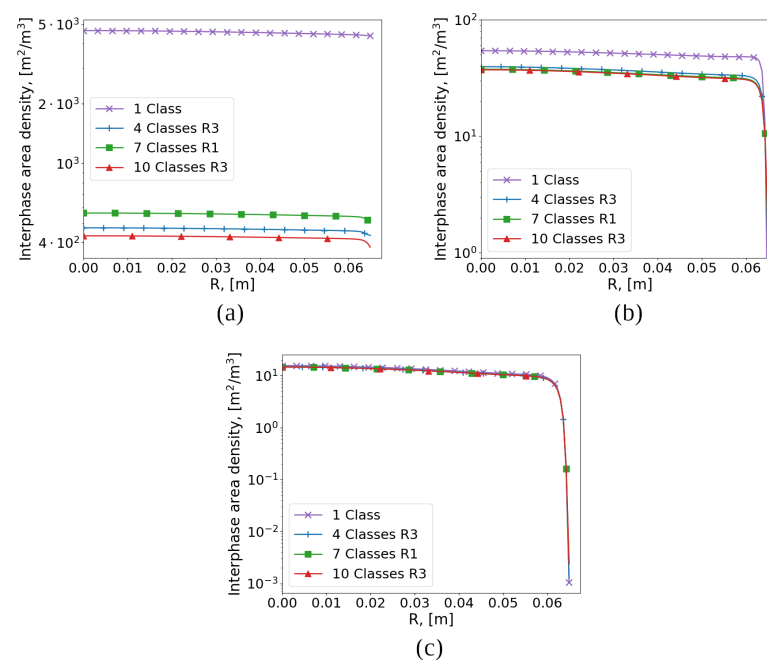 Interphase area density, [m²/m³]
5 · 10³
2 · 10³
10³
4 · 10²
1 Class
4 Classes R3
7 Classes R1
10 Classes R3
0.00 0.01 0.02 0.03 0.04 0.05 0.06
R, [m]
(a)
Interphase area density, [m²/m³]
10²
10¹
10⁰
1 Class
4 Classes R3
7 Classes R1
10 Classes R3
0.00 0.01 0.02 0.03 0.04 0.05 0.06
R, [m]
(b)
Interphase area density, [m²/m³]
10¹
10⁰
10⁻¹
10⁻²
10⁻³
1 Class
4 Classes R3
7 Classes R1
10 Classes R3
0.00 0.01 0.02 0.03 0.04 0.05 0.06
R, [m]
(c)